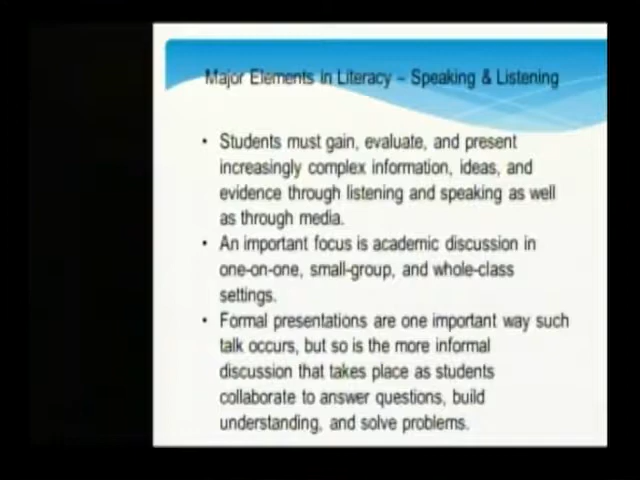 Major Elements in Literacy – Speaking & Listening
• Students must gain, evaluate, and present
increasingly complex information, ideas, and
evidence through listening and speaking as well
as through media.
• An important focus is academic discussion in
one-on-one, small-group, and whole-class
settings.
• Formal presentations are one important way such
talk occurs, but so is the more informal
discussion that takes place as students
collaborate to answer questions, build
understanding, and solve problems.